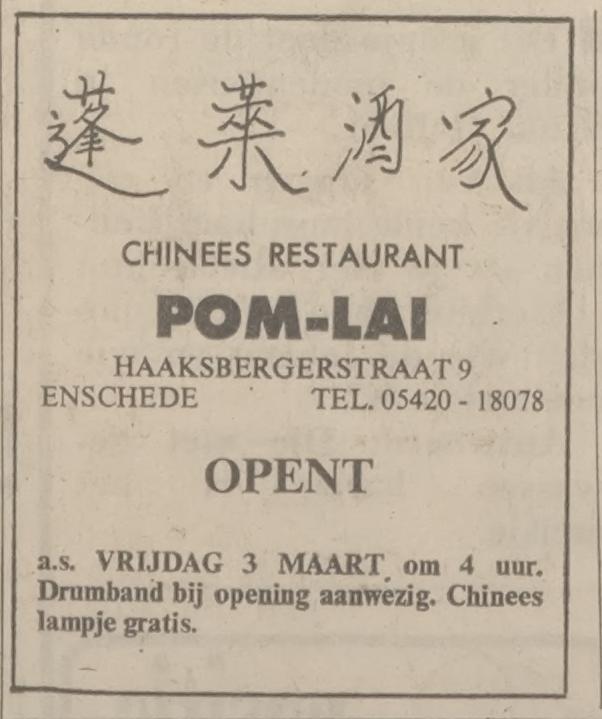 蓬萊酒家
CHINEES RESTAURANT
POM-LAI
HAAKSBERGERSTRAAT 9
ENSCHEDE TEL. 05420 - 18078
OPENT
a.s. VRIJDAG 3 MAART om 4 uur.
Drumband bij opening aanwezig. Chinees
lampje gratis.